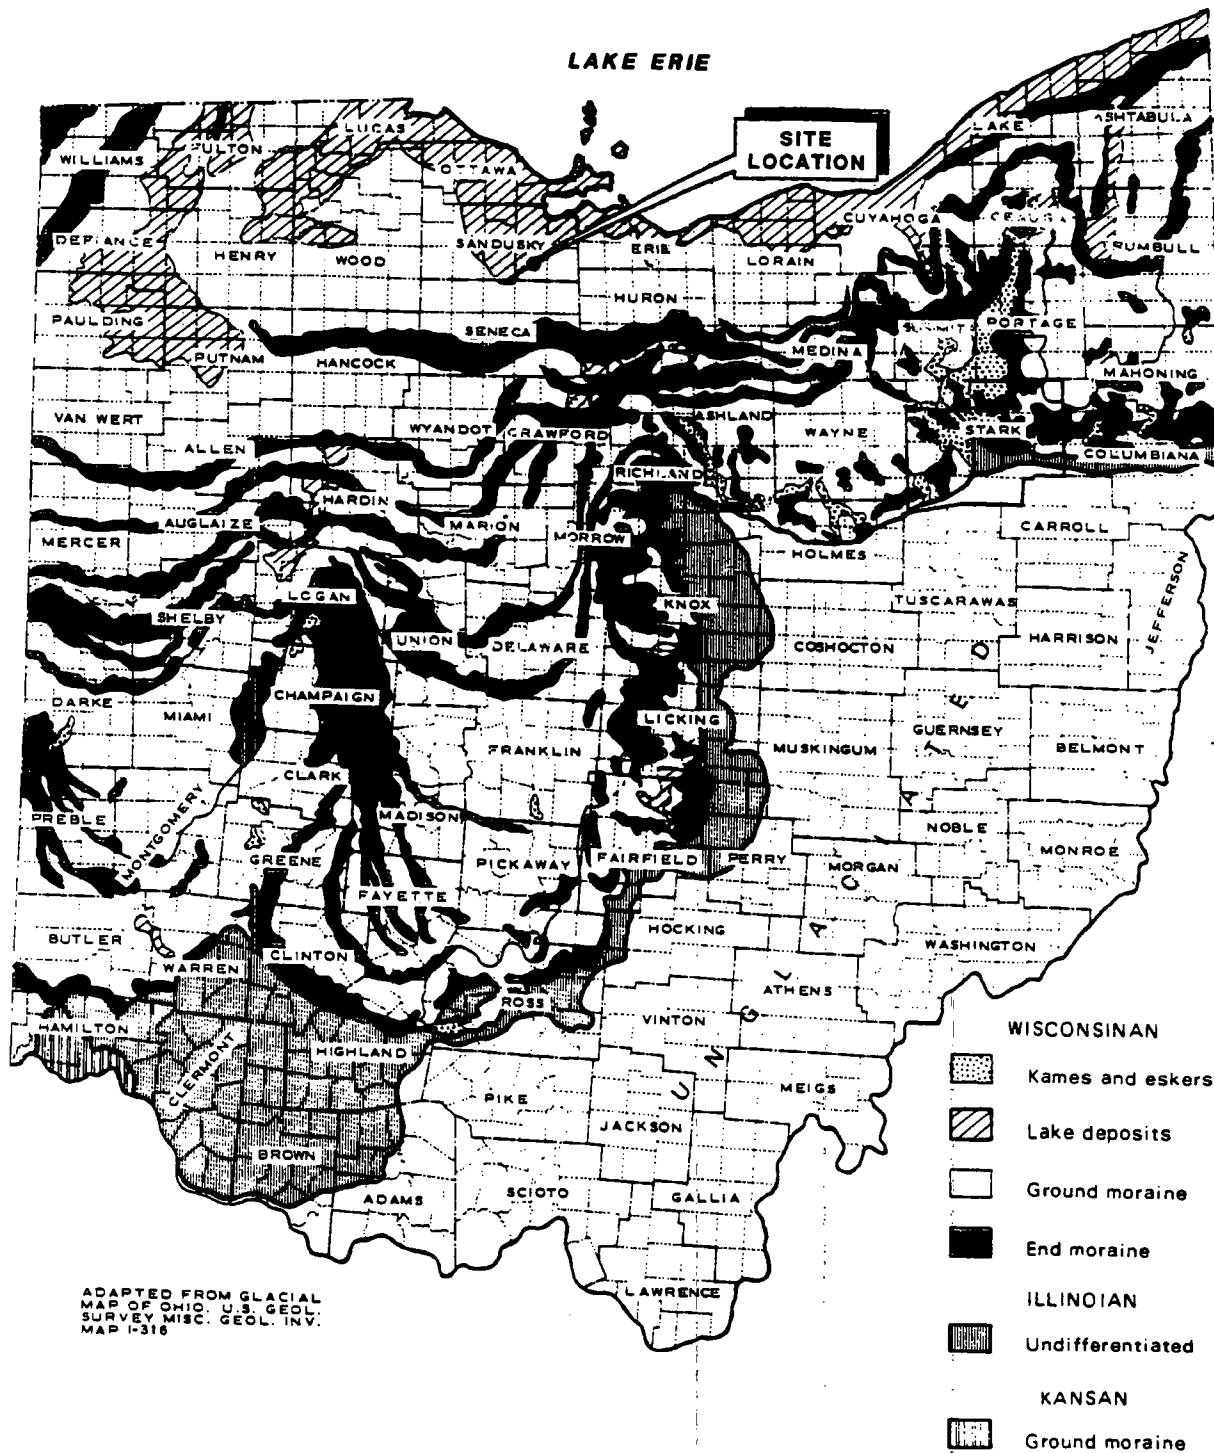 LAKE ERIE
SITE
LOCATION
LAKE
ASHTABULA
LUCAS
FULTON
WILLIAMS
OTTAWA
CUYAHOGA
GEAUGA
DEFIANCE
HENRY
WOOD
SANDUSKY
ERIE
LORAIN
RUMBULL
HURON
PAULDING
SENECA
SUMMIT
PORTAGE
PUTNAM
HANCOCK
MEDINA
MAHONING
VAN WERT
WYANDOT
CRAWFORD
ASHLAND
WAYNE
STARK
ALLEN
COLUMBIANA
RICHLAND
HARDIN
AUGLAIZE
MARION
CARROLL
MERCER
MORROW
HOLMES
JEFFERSON
LOGAN
KNOX
TUSCARAWAS
SHELBY
UNION
DELAWARE
COSHOCTON
HARRISON
CHAMPAIGN
DARKE
MIAMI
LICKING
FRANKLIN
MUSKINGUM
GUERNSEY
BELMONT
CLARK
PREBLE
MONTGOMERY
MADISON
NOBLE
MONROE
GREENE
PICKAWAY
FAIRFIELD
PERRY
MORGAN
FAYETTE
HOCKING
BUTLER
WASHINGTON
WARREN
CLINTON
ROSS
ATHENS
VINTON
HAMILTON
CLERMONT
HIGHLAND
UNGLACIATED
PIKE
MEIGS
JACKSON
BROWN
ADAMS
SCIOTO
GALLIA
LAWRENCE
WISCONSINAN
Kames and eskers
Lake deposits
Ground moraine
End moraine
ILLINOIAN
Undifferentiated
KANSAN
Ground moraine
ADAPTED FROM GLACIAL
MAP OF OHIO. U.S. GEOL.
SURVEY MISC. GEOL. INV.
MAP I-316